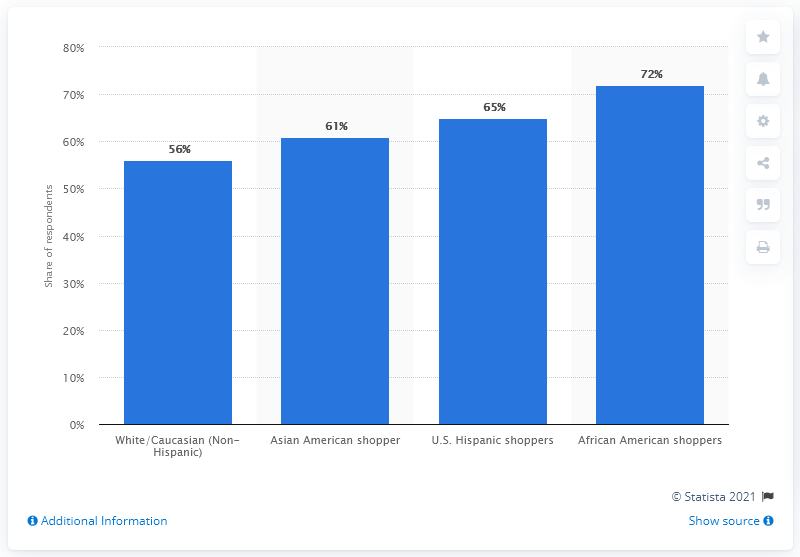 80%
70%
60%
50%
40%
30%
20%
10%
0%
Share of respondents
56%
61%
65%
72%
White/Caucasian (Non-
Hispanic)
Asian American shopper
U.S. Hispanic shoppers
African American shoppers
© Statista 2021
Additional Information
Show source